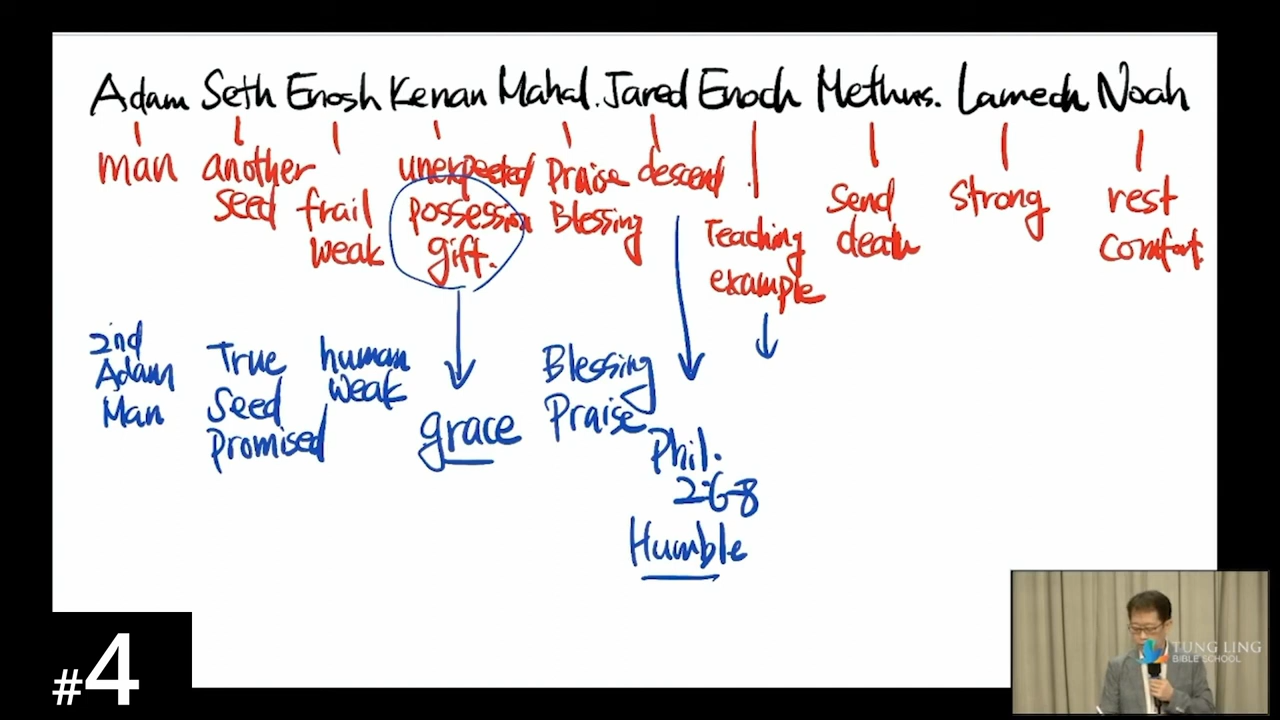 Adam Seth Enosh Kenan Mahal. Jared Enoch Methus. Lamech Noah
man
another
seed
frail
weak
unexpected
possession
gift.
Praise
Blessing
descend
Teaching
example
Send
death
strong
rest
comfort
2nd
Adam
Man
True
Seed
Promised
human
weak
grace
Blessing
Praise
Phil.
2:6-8
Humble
#4
TUNG LING
BIBLE SCHOOL